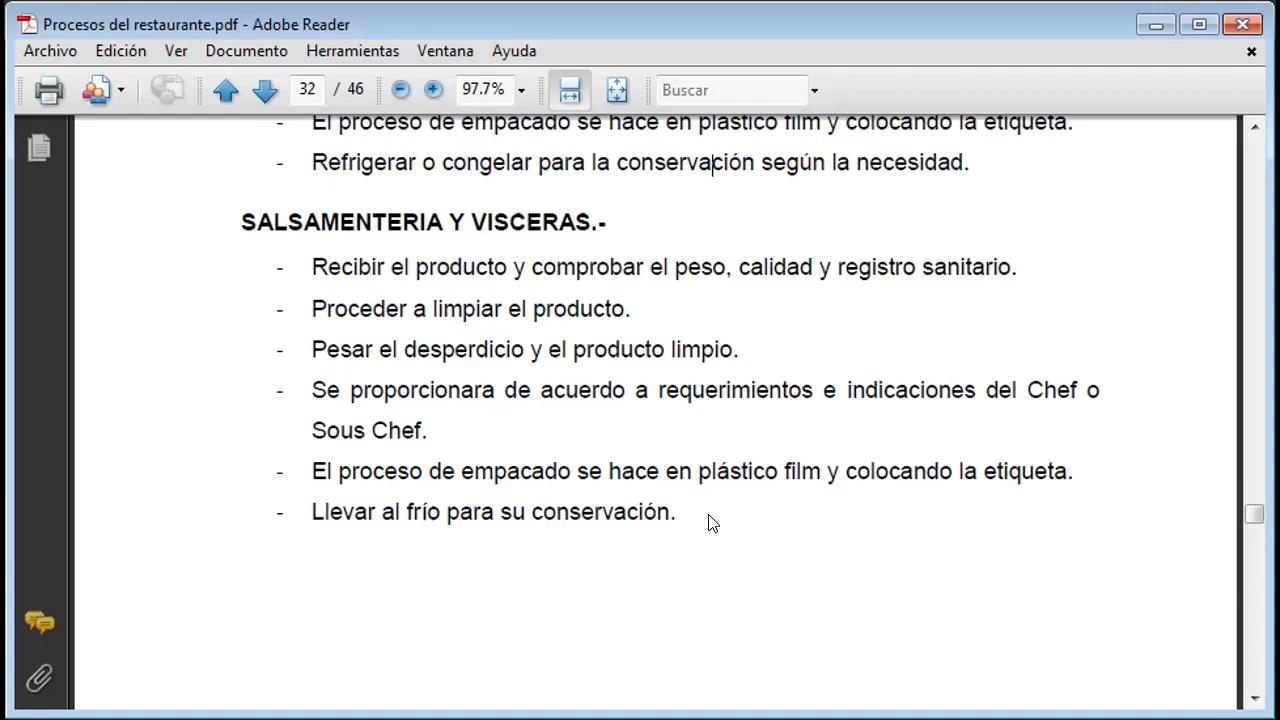 Procesos del restaurante.pdf - Adobe Reader
Archivo Edición Ver Documento Herramientas Ventana Ayuda
32 / 46 97.7% Buscar
- El proceso de empacado se hace en plástico film y colocando la etiqueta.
- Refrigerar o congelar para la conservación según la necesidad.
SALSAMENTERIA Y VISCERAS.-
- Recibir el producto y comprobar el peso, calidad y registro sanitario.
- Proceder a limpiar el producto.
- Pesar el desperdicio y el producto limpio.
- Se proporcionara de acuerdo a requerimientos e indicaciones del Chef o
Sous Chef.
- El proceso de empacado se hace en plástico film y colocando la etiqueta.
- Llevar al frío para su conservación.